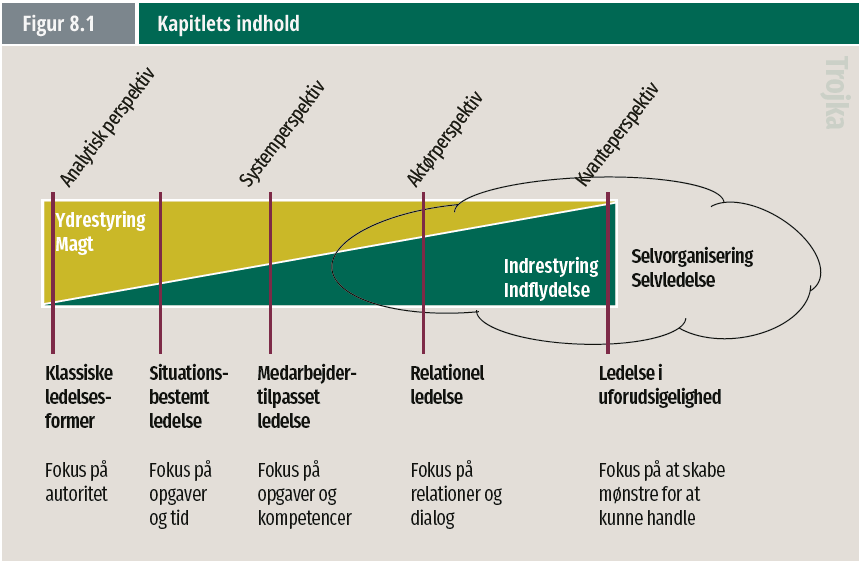 Figur 8.1
Kapitlets indhold
Trojka
Analytisk perspektiv
Systemperspektiv
Aktørperspektiv
Kvanteperspektiv
Ydrestyring
Magt
Indrestyring
Indflydelse
Selvorganisering
Selvledelse
Klassiske
ledelses-
former
Fokus på
autoritet
Situations-
bestemt
ledelse
Fokus på
opgaver
og tid
Medarbejder-
tilpasset
ledelse
Fokus på
opgaver og
kompetencer
Relationel
ledelse
Fokus på
relationer og
dialog
Ledelse i
uforudsigelighed
Fokus på at skabe
mønstre for at
kunne handle